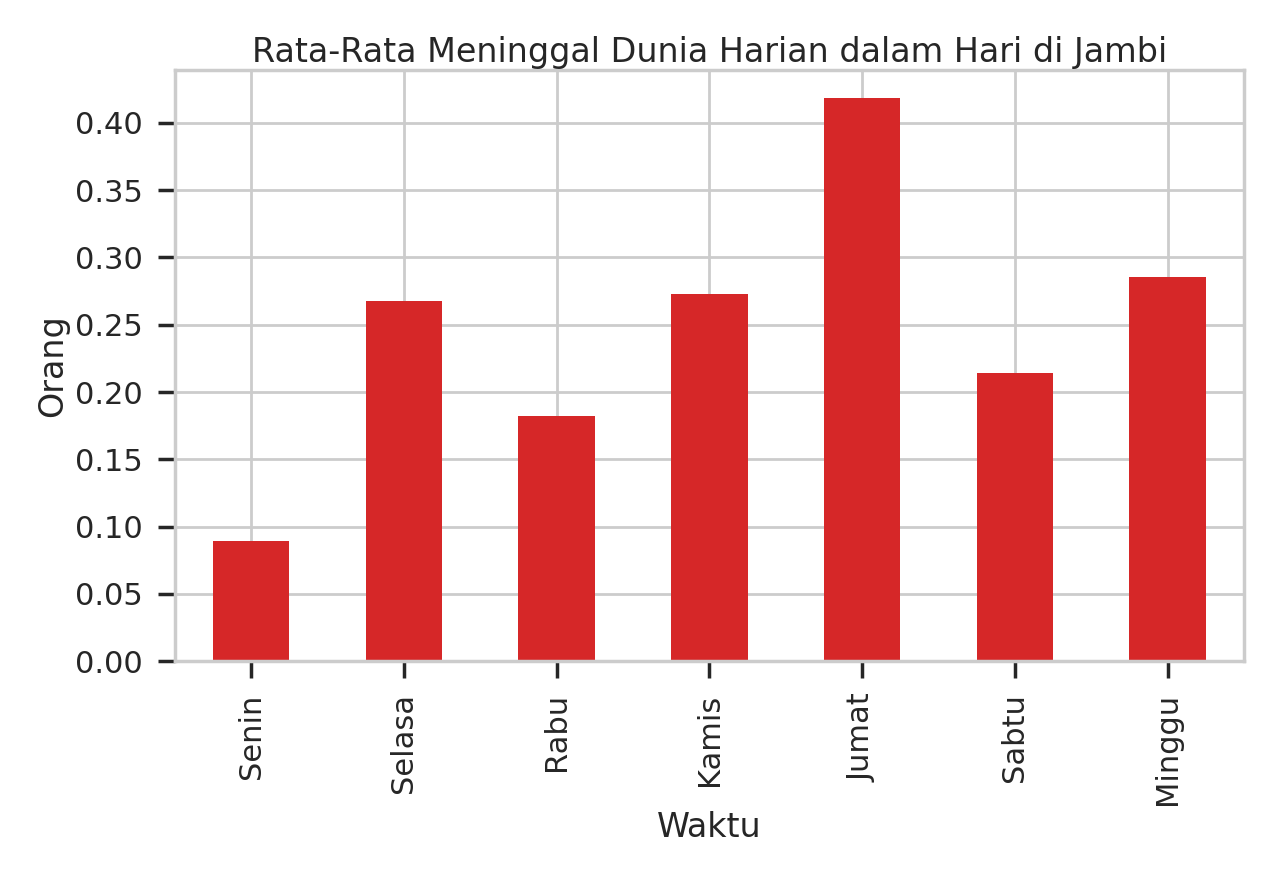 Rata-Rata Meninggal Dunia Harian dalam Hari di Jambi
0.40
0.35
0.30
0.25
0.20
0.15
0.10
0.05
0.00
Orang
Senin
Selasa
Rabu
Kamis
Jumat
Sabtu
Minggu
Waktu